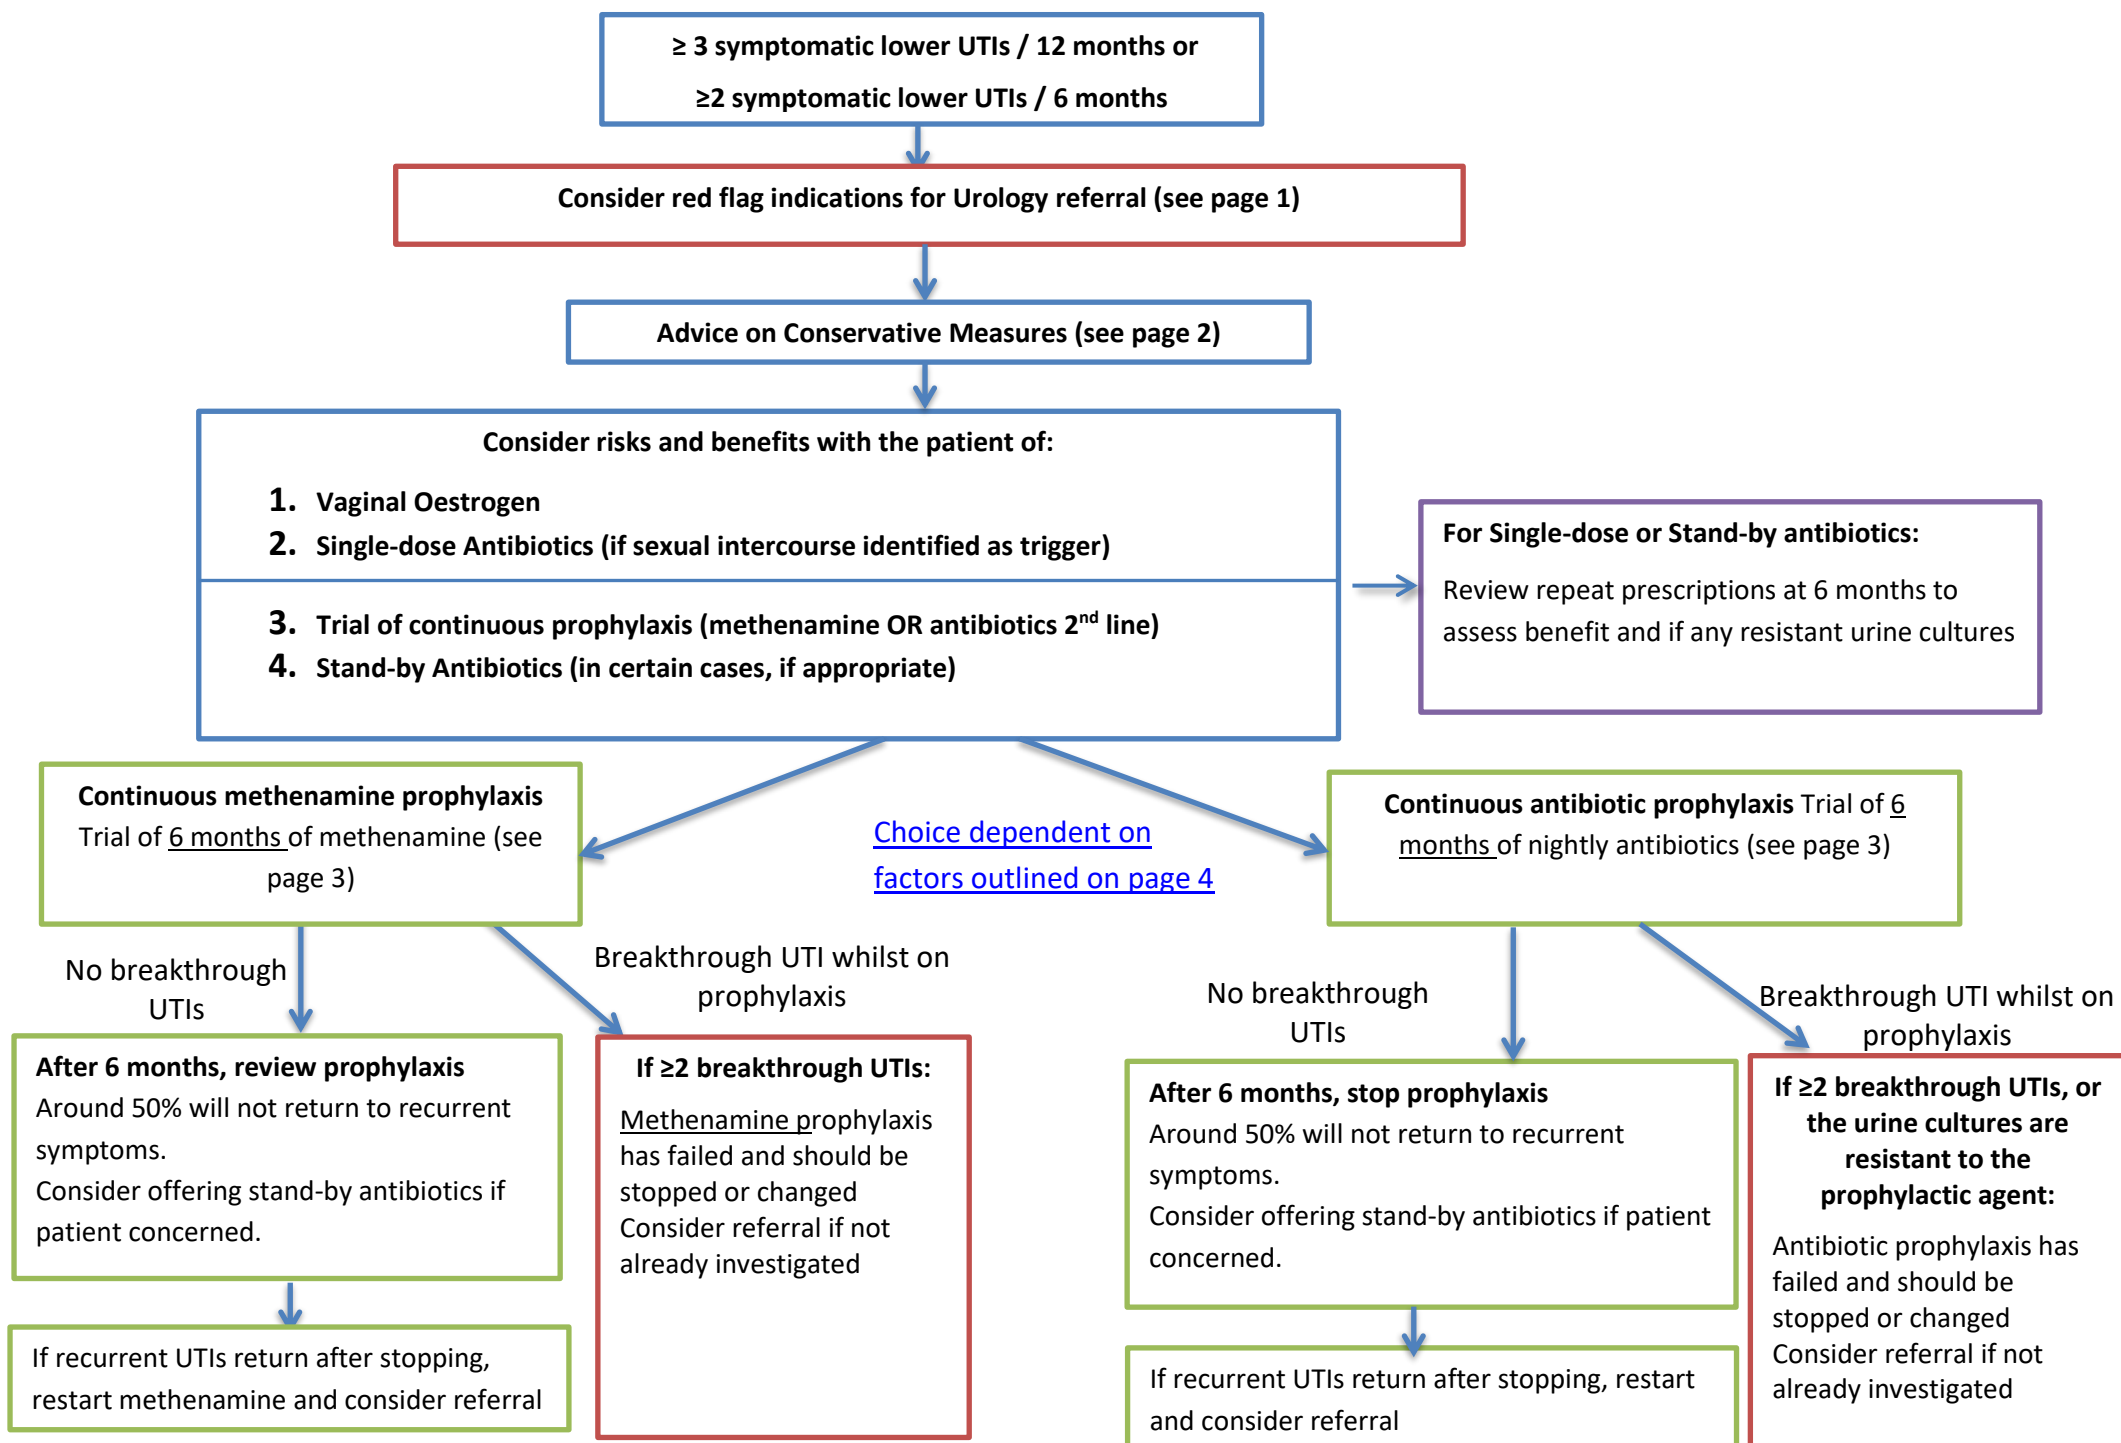 ≥ 3 symptomatic lower UTIs / 12 months or
≥2 symptomatic lower UTIs / 6 months
Consider red flag indications for Urology referral (see page 1)
Advice on Conservative Measures (see page 2)
Consider risks and benefits with the patient of:
1. Vaginal Oestrogen
2. Single-dose Antibiotics (if sexual intercourse identified as trigger)
3. Trial of continuous prophylaxis (methenamine OR antibiotics 2nd line)
4. Stand-by Antibiotics (in certain cases, if appropriate)
For Single-dose or Stand-by antibiotics:
Review repeat prescriptions at 6 months to
assess benefit and if any resistant urine cultures
Continuous methenamine prophylaxis
Trial of 6 months of methenamine (see
page 3)
Choice dependent on
factors outlined on page 4
Continuous antibiotic prophylaxis Trial of 6
months of nightly antibiotics (see page 3)
No breakthrough
UTIs
Breakthrough UTI whilst on
prophylaxis
No breakthrough
UTIs
Breakthrough UTI whilst on
prophylaxis
After 6 months, review prophylaxis
Around 50% will not return to recurrent
symptoms.
Consider offering stand-by antibiotics if
patient concerned.
If ≥2 breakthrough UTIs:
Methenamine prophylaxis
has failed and should be
stopped or changed
Consider referral if not
already investigated
After 6 months, stop prophylaxis
Around 50% will not return to recurrent
symptoms.
Consider offering stand-by antibiotics if patient
concerned.
If ≥2 breakthrough UTIs, or
the urine cultures are
resistant to the
prophylactic agent:
Antibiotic prophylaxis has
failed and should be
stopped or changed
Consider referral if not
already investigated
If recurrent UTIs return after stopping,
restart methenamine and consider referral
If recurrent UTIs return after stopping, restart
and consider referral